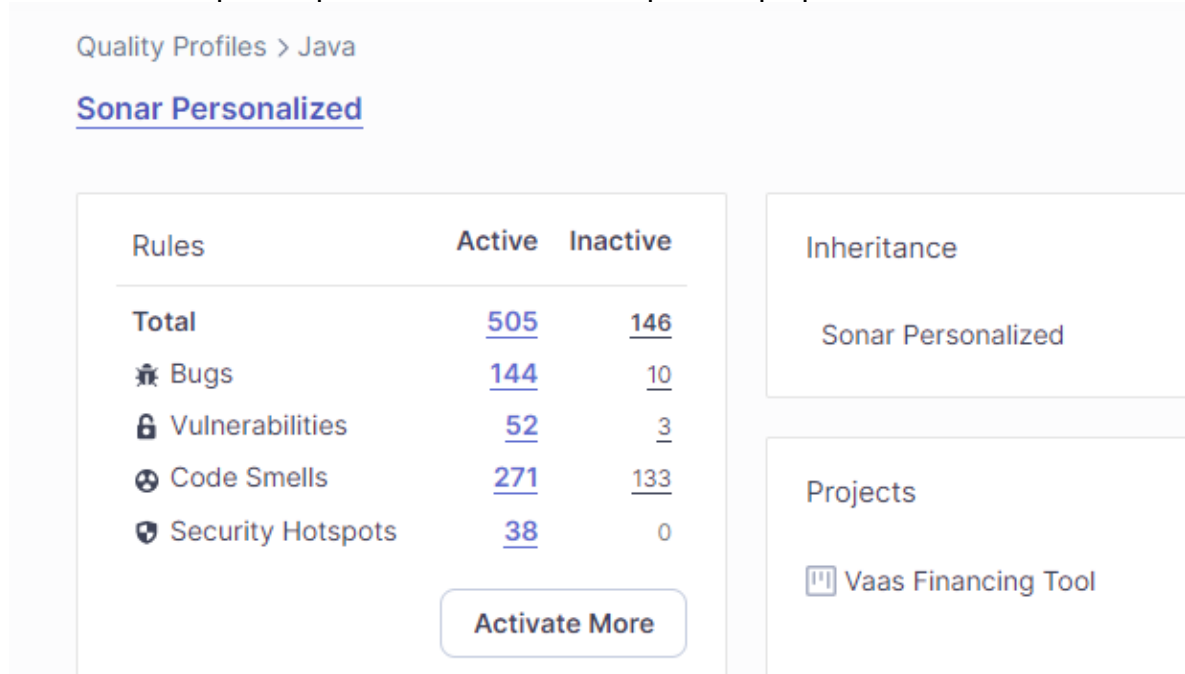 Quality Profiles > Java
Sonar Personalized
Rules Active Inactive
Total 505 146
Bugs 144 10
Vulnerabilities 52 3
Code Smells 271 133
Security Hotspots 38 0
Activate More
Inheritance
Sonar Personalized
Projects
Vaas Financing Tool